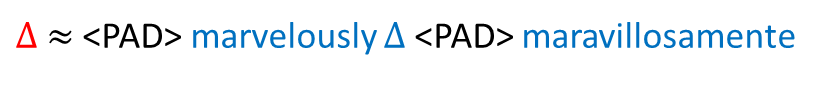 Δ ≈ <PAD> marvelously Δ <PAD> maravillosamente